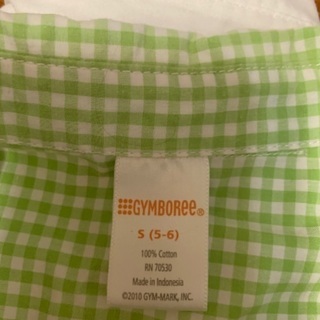 GYMBOREE®
S (5-6)
100% Cotton
RN 70530
Made in Indonesia
©2010 GYM-MARK, INC.